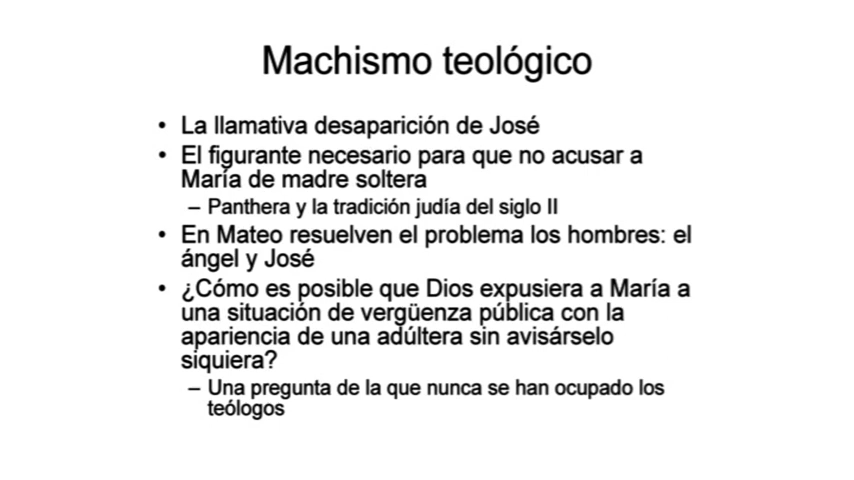 Machismo teológico
• La llamativa desaparición de José
• El figurante necesario para que no acusar a
María de madre soltera
– Panthera y la tradición judía del siglo II
• En Mateo resuelven el problema los hombres: el
ángel y José
• ¿Cómo es posible que Dios expusiera a María a
una situación de vergüenza pública con la
apariencia de una adúltera sin avisárselo
siquiera?
– Una pregunta de la que nunca se han ocupado los
teólogos